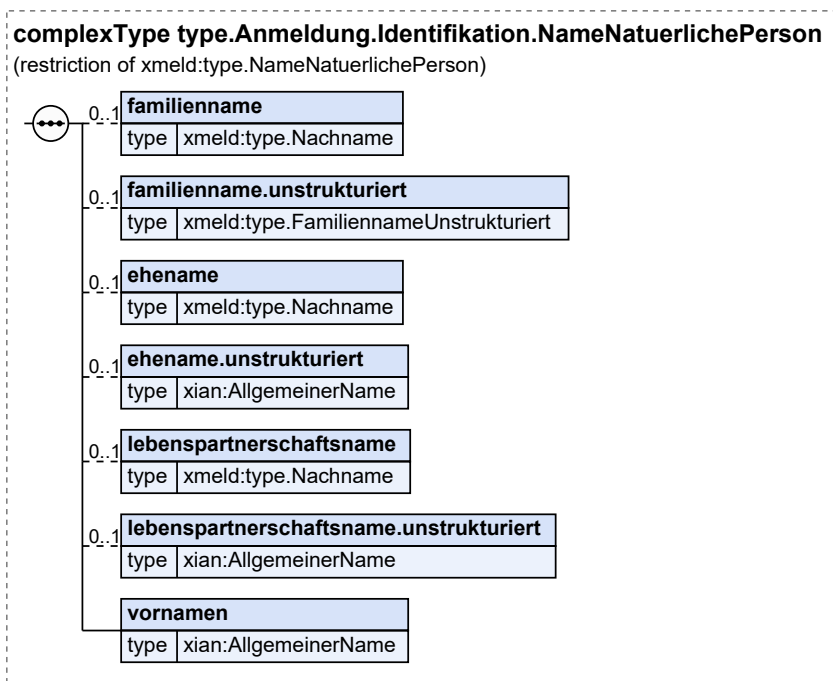 complexType type.Anmeldung.Identifikation.NameNatuerlichePerson
(restriction of xmeld:type.NameNatuerlichePerson)
0..1 familienname
type xmeld:type.Nachname
0..1 familienname.unstrukturiert
type xmeld:type.FamiliennameUnstrukturiert
0..1 ehename
type xmeld:type.Nachname
0..1 ehename.unstrukturiert
type xian:AllgemeinerName
0..1 lebenspartnerschaftsname
type xmeld:type.Nachname
0..1 lebenspartnerschaftsname.unstrukturiert
type xian:AllgemeinerName
vornamen
type xian:AllgemeinerName